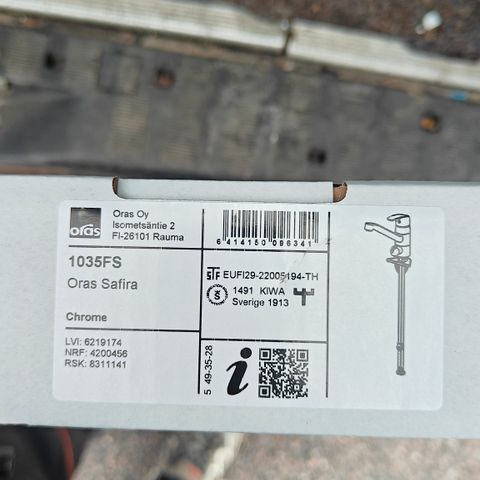 oras
Oras Oy
Isometsäntie 2
FI-26101 Rauma
1035FS
Oras Safira
Chrome
LVI: 6219174
NRF: 4200456
RSK: 8311141
6 414150 096341
STF EUFI29-22005194-TH
1491 KIWA
Sverige 1913
5 49-35-28
i